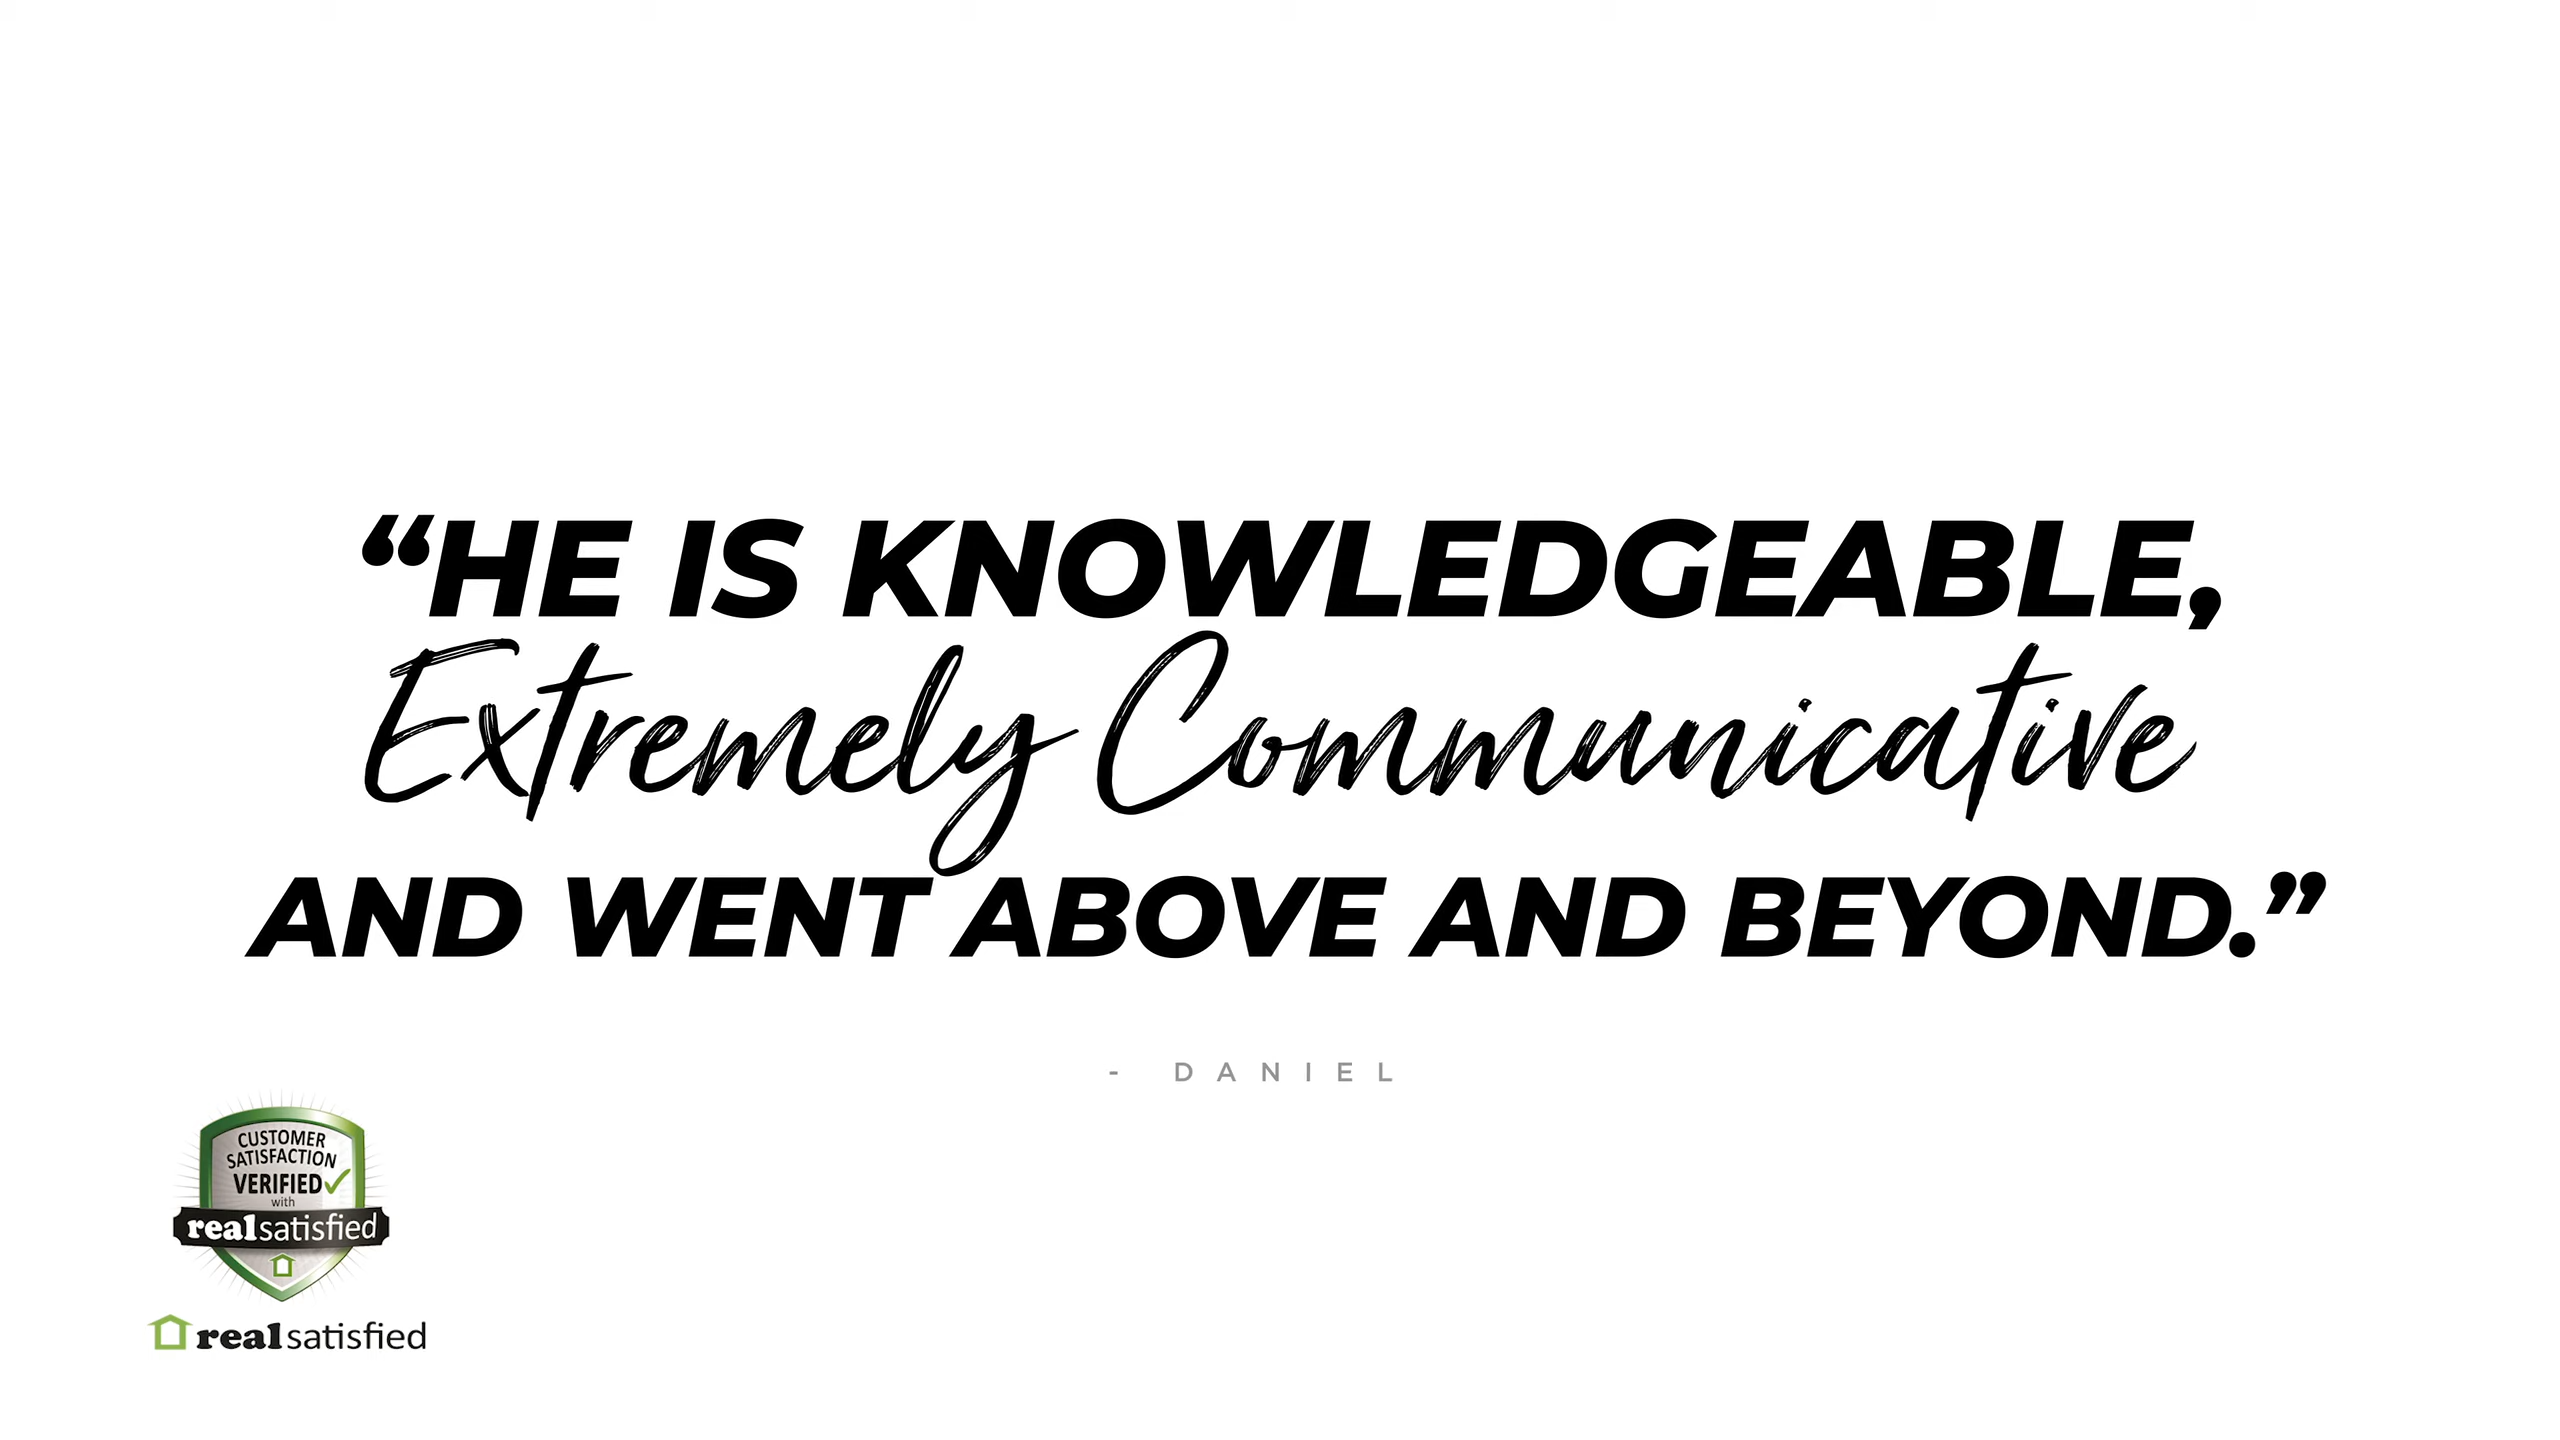 “HE IS KNOWLEDGEABLE,
Extremely Communicative
AND WENT ABOVE AND BEYOND.”
- DANIEL
CUSTOMER
SATISFACTION
VERIFIED
with
realsatisfied
realsatisfied